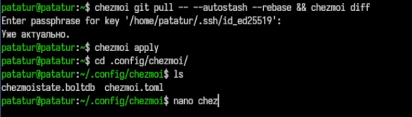 patatur@patatur:~$ chezmoi git pull -- --autostash --rebase && chezmoi diff
Enter passphrase for key '/home/patatur/.ssh/id_ed25519':
Уже актуально.
patatur@patatur:~$ chezmoi apply
patatur@patatur:~$ cd .config/chezmoi/
patatur@patatur:~/.config/chezmoi$ ls
chezmoistate.boltdb  chezmoi.toml
patatur@patatur:~/.config/chezmoi$ nano chez